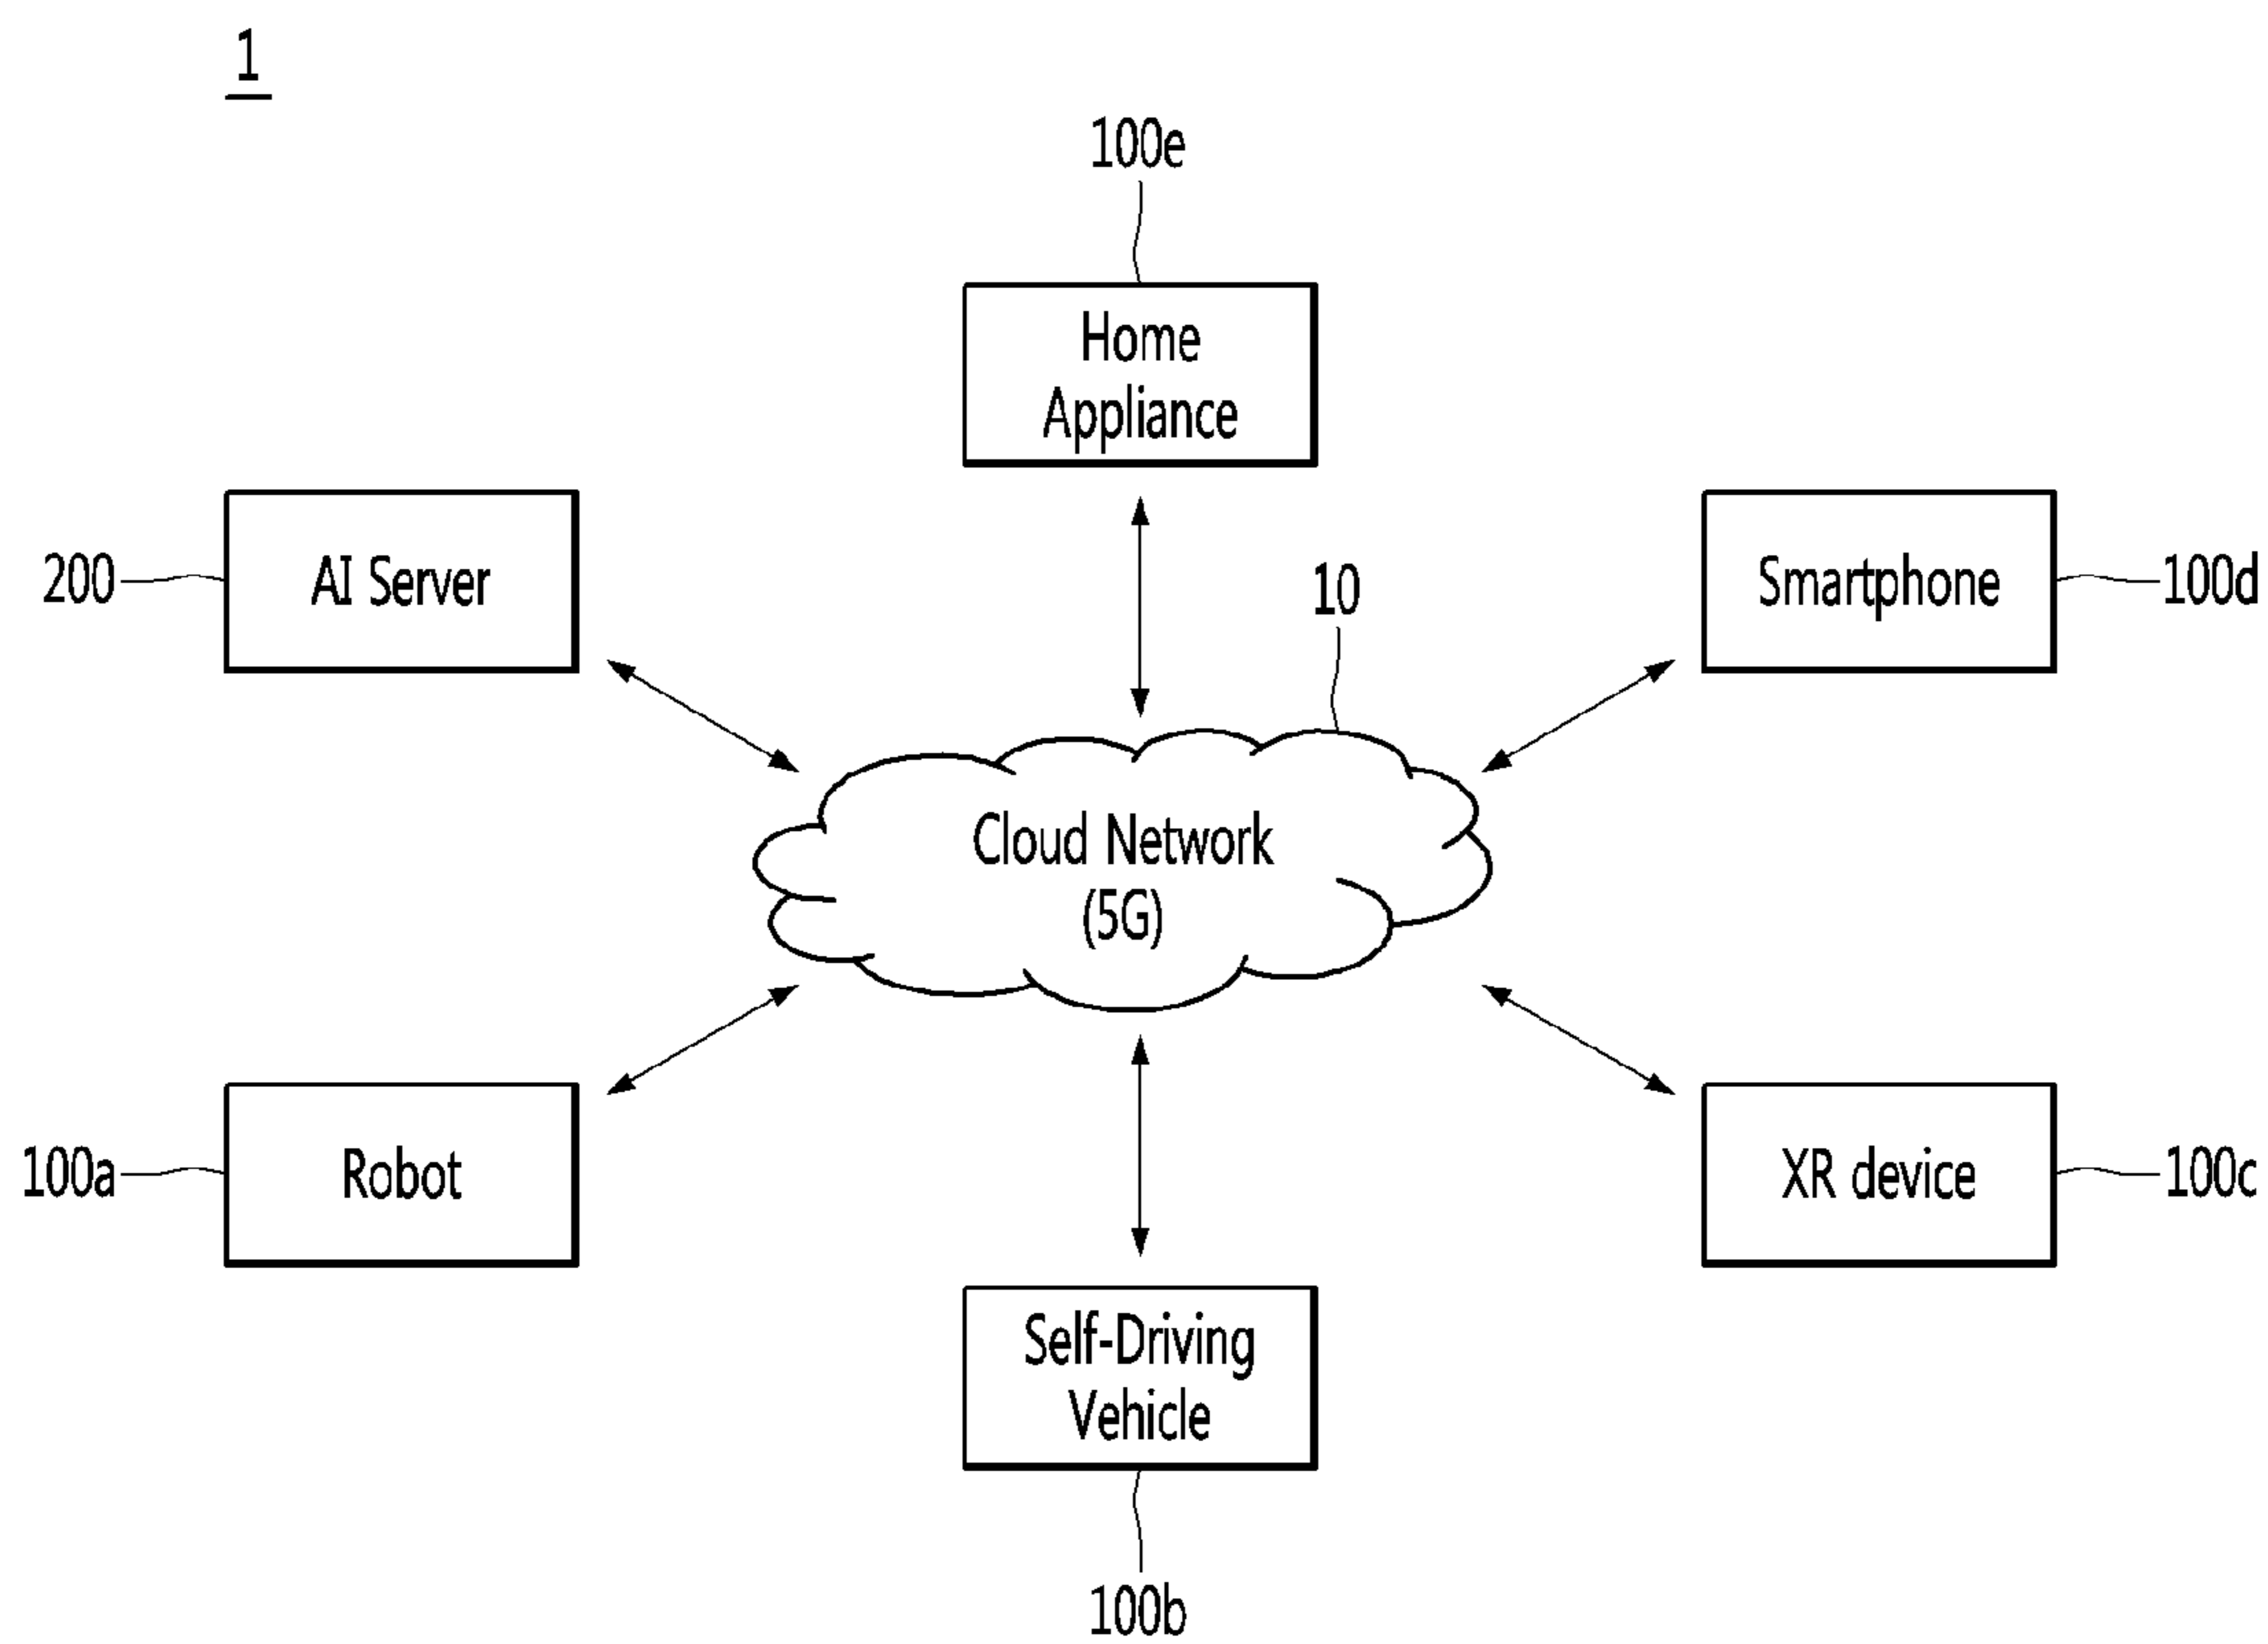 1
100e
Home
Appliance
200
AI Server
10
Smartphone
100d
Cloud Network
(5G)
100a
Robot
XR device
100c
Self-Driving
Vehicle
100b